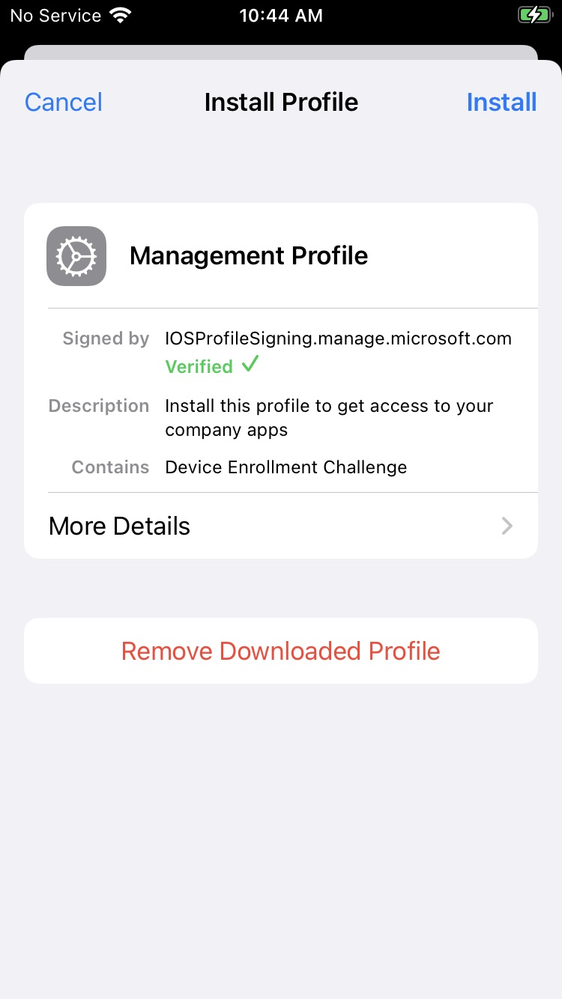 No Service 10:44 AM
Cancel Install Profile Install
Management Profile
Signed by IOSProfileSigning.manage.microsoft.com
Verified ✓
Description Install this profile to get access to your
company apps
Contains Device Enrollment Challenge
More Details
Remove Downloaded Profile